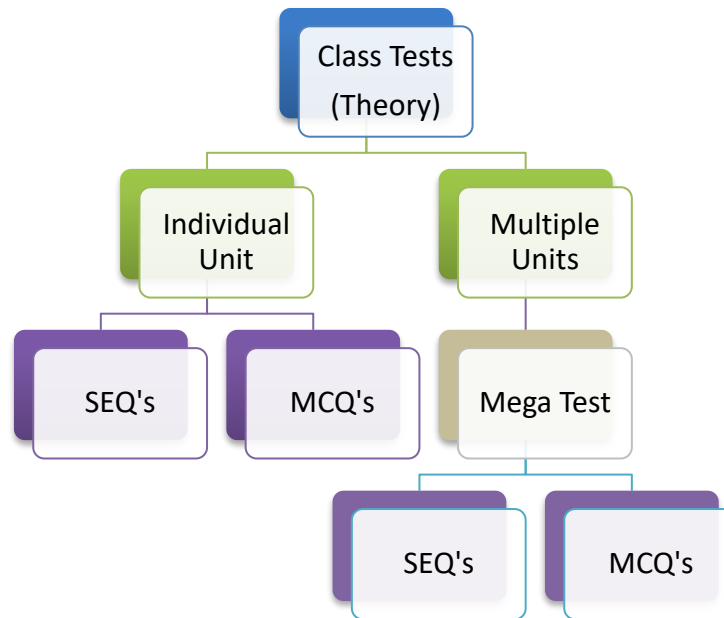 Class Tests
(Theory)
Individual
Unit
Multiple
Units
SEQ's
MCQ's
Mega Test
SEQ's
MCQ's